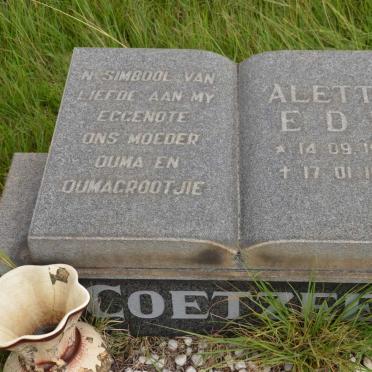 'N SIMBOOL VAN
LIEFDE AAN MY
EGGENOTE
ONS MOEDER
OUMA EN
OUMAGROOTJIE
ALETT
E D
* 14 09 1
† 17 01 1
COETZEE